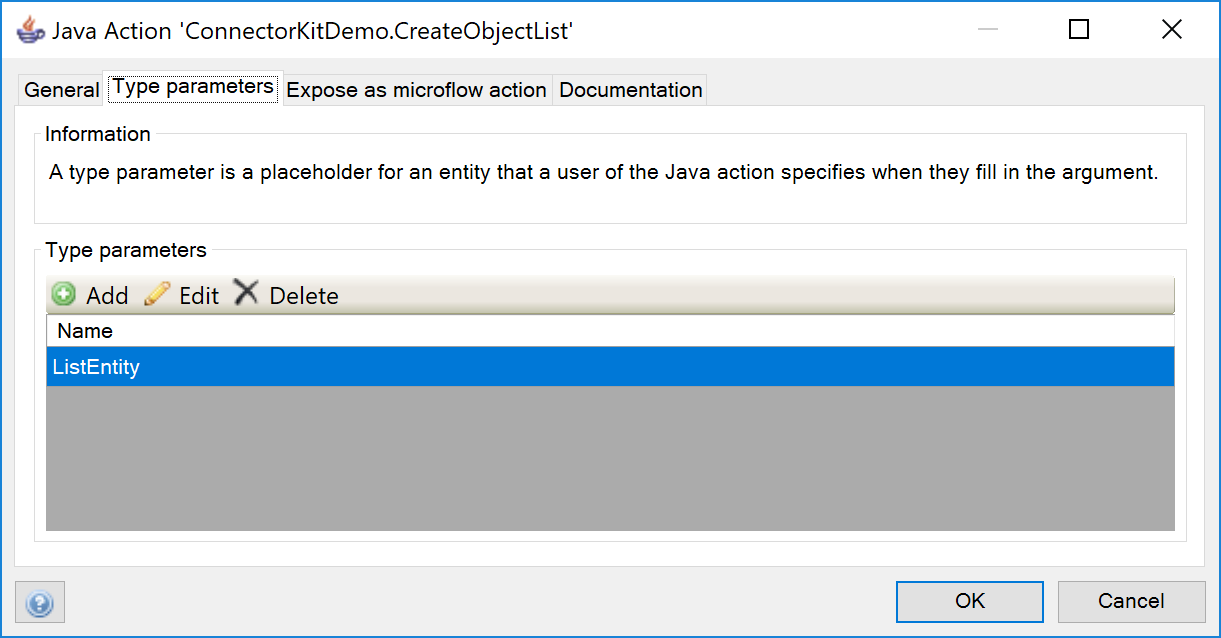 Java Action 'ConnectorKitDemo.CreateObjectList'
General Type parameters Expose as microflow action Documentation
Information
A type parameter is a placeholder for an entity that a user of the Java action specifies when they fill in the argument.
Type parameters
Add Edit Delete
Name
ListEntity
? OK Cancel